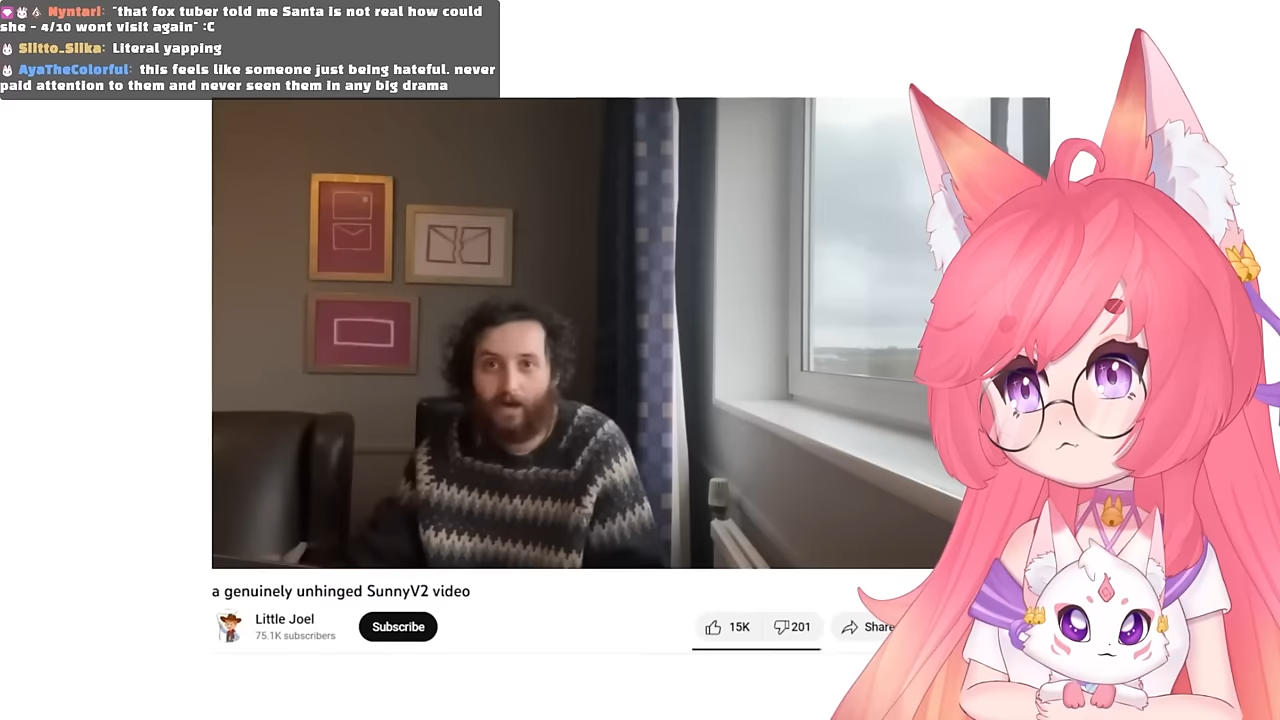 Nyntari: "that fox tuber told me Santa is not real how could
she - 4/10 wont visit again" :C
Siitto_Siika: Literal yapping
AyaTheColorful: this feels like someone just being hateful. never
paid attention to them and never seen them in any big drama
a genuinely unhinged SunnyV2 video
Little Joel
75.1K subscribers
Subscribe
15K
201
Share